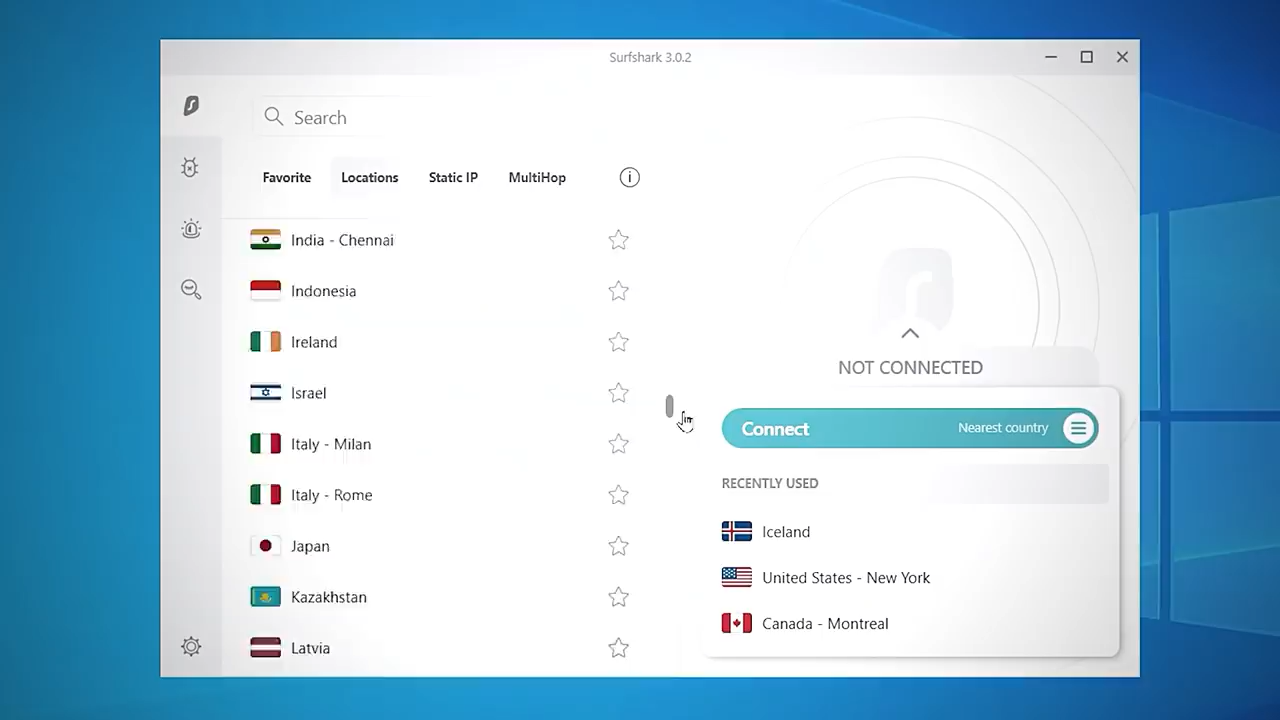 Surfshark 3.0.2
Search
Favorite Locations Static IP MultiHop
India - Chennai
Indonesia
Ireland
Israel
Italy - Milan
Italy - Rome
Japan
Kazakhstan
Latvia
NOT CONNECTED
Connect Nearest country
RECENTLY USED
Iceland
United States - New York
Canada - Montreal